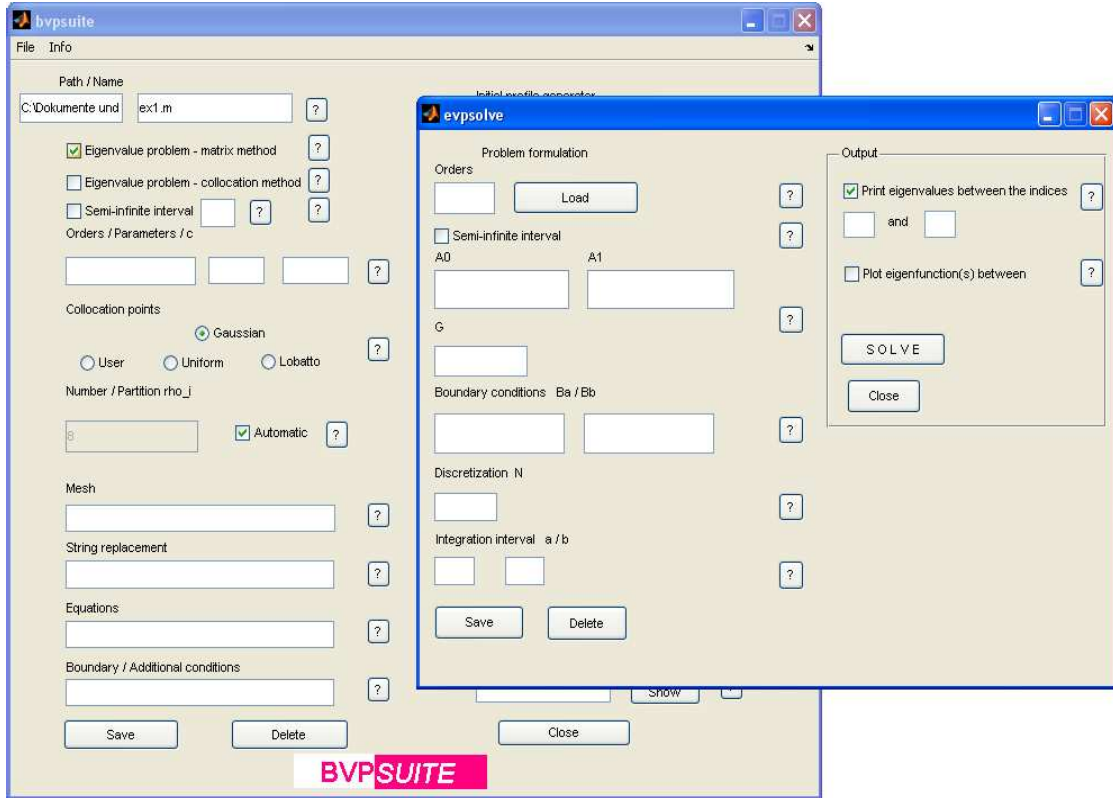 bvpsuite
File Info
Path / Name
C:\Dokumente und ex1.m ?
Eigenvalue problem - matrix method ?
Eigenvalue problem - collocation method ?
Semi-infinite interval ? ?
Orders / Parameters / c
?
Collocation points
Gaussian
?
User Uniform Lobatto
Number / Partition rho_i
8 Automatic ?
Mesh
?
String replacement
?
Equations
?
Boundary / Additional conditions
?
Save Delete
Initial profile generator
Show
Close
BVPSUITE
evpsolve
Problem formulation
Orders
Load ?
Semi-infinite interval ?
A0 A1
?
G
Boundary conditions Ba / Bb
?
Discretization N
?
Integration interval a / b
?
Save Delete
Output
Print eigenvalues between the indices ?
and
Plot eigenfunction(s) between ?
S O L V E
Close